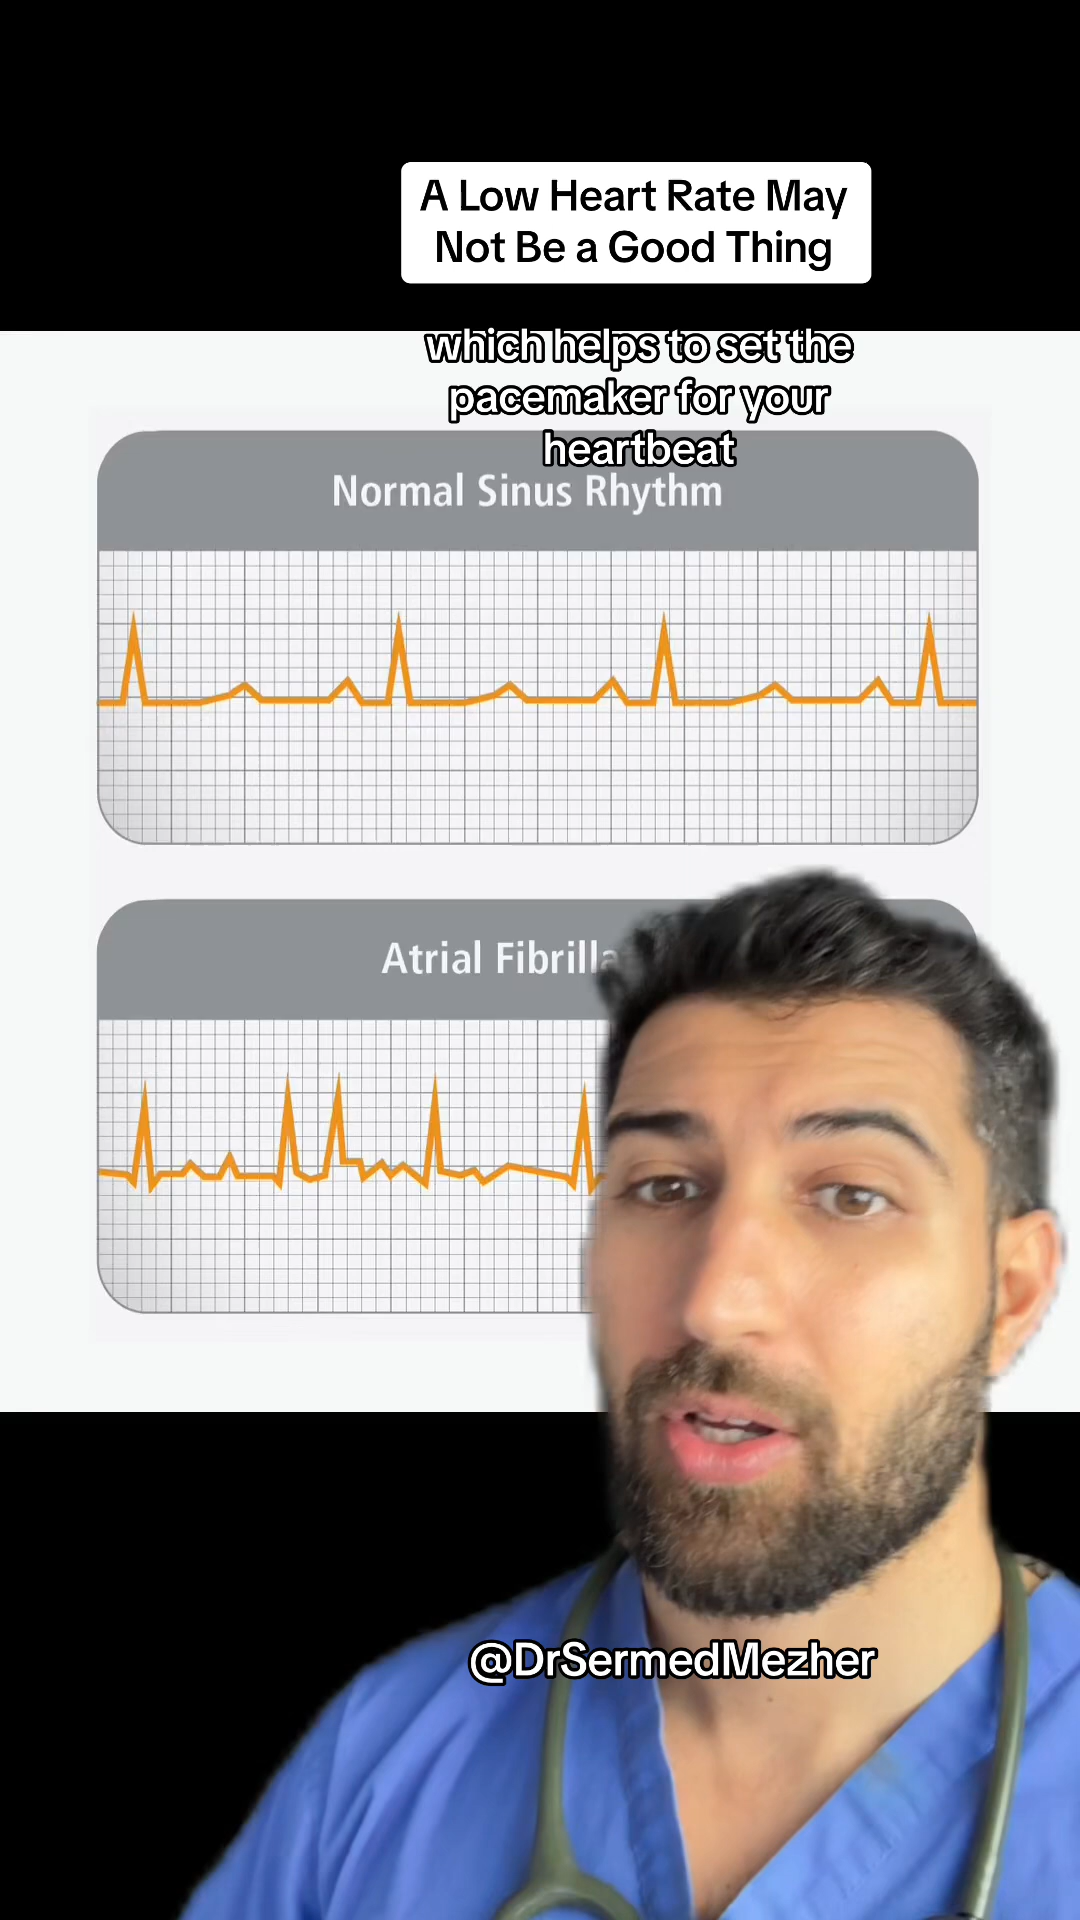 A Low Heart Rate May
Not Be a Good Thing
which helps to set the
pacemaker for your
heartbeat
Normal Sinus Rhythm
Atrial Fibrilla
@DrSermedMezher